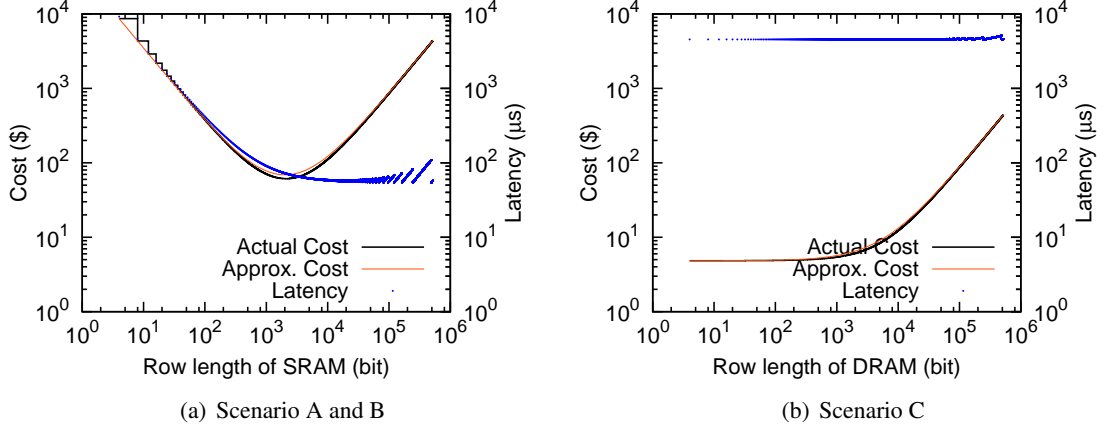 10^4
10^3
10^2
10^1
10^0
Cost ($)
10^4
10^3
10^2
10^1
10^0
Latency (µs)
Actual Cost
Approx. Cost
Latency
10^0 10^1 10^2 10^3 10^4 10^5 10^6
Row length of SRAM (bit)
(a) Scenario A and B
10^4
10^3
10^2
10^1
10^0
Cost ($)
10^4
10^3
10^2
10^1
10^0
Latency (µs)
Actual Cost
Approx. Cost
Latency
10^0 10^1 10^2 10^3 10^4 10^5 10^6
Row length of DRAM (bit)
(b) Scenario C